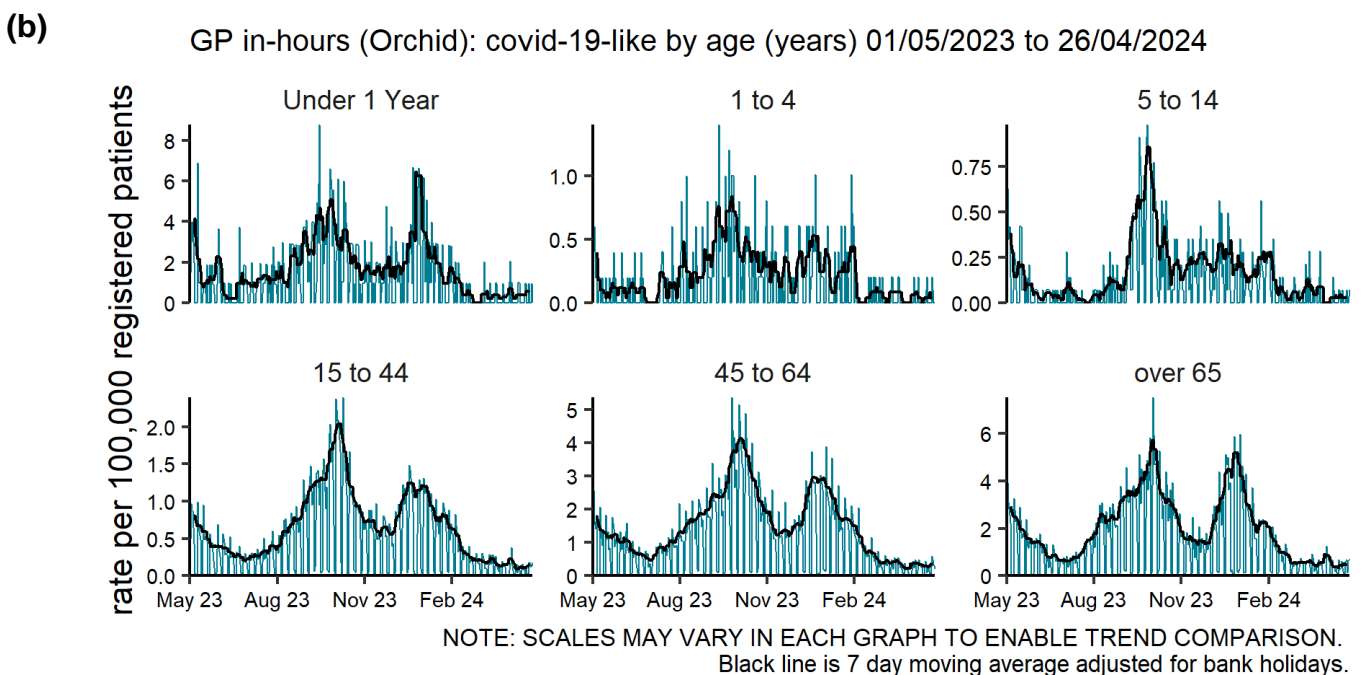 (b)
GP in-hours (Orchid): covid-19-like by age (years) 01/05/2023 to 26/04/2024
rate per 100,000 registered patients
Under 1 Year
8
6
4
2
0
1 to 4
1.0
0.5
0.0
5 to 14
0.75
0.50
0.25
0.00
15 to 44
2.0
1.5
1.0
0.5
0.0
May 23 Aug 23 Nov 23 Feb 24
45 to 64
5
4
3
2
1
0
May 23 Aug 23 Nov 23 Feb 24
over 65
6
4
2
0
May 23 Aug 23 Nov 23 Feb 24
NOTE: SCALES MAY VARY IN EACH GRAPH TO ENABLE TREND COMPARISON.
Black line is 7 day moving average adjusted for bank holidays.